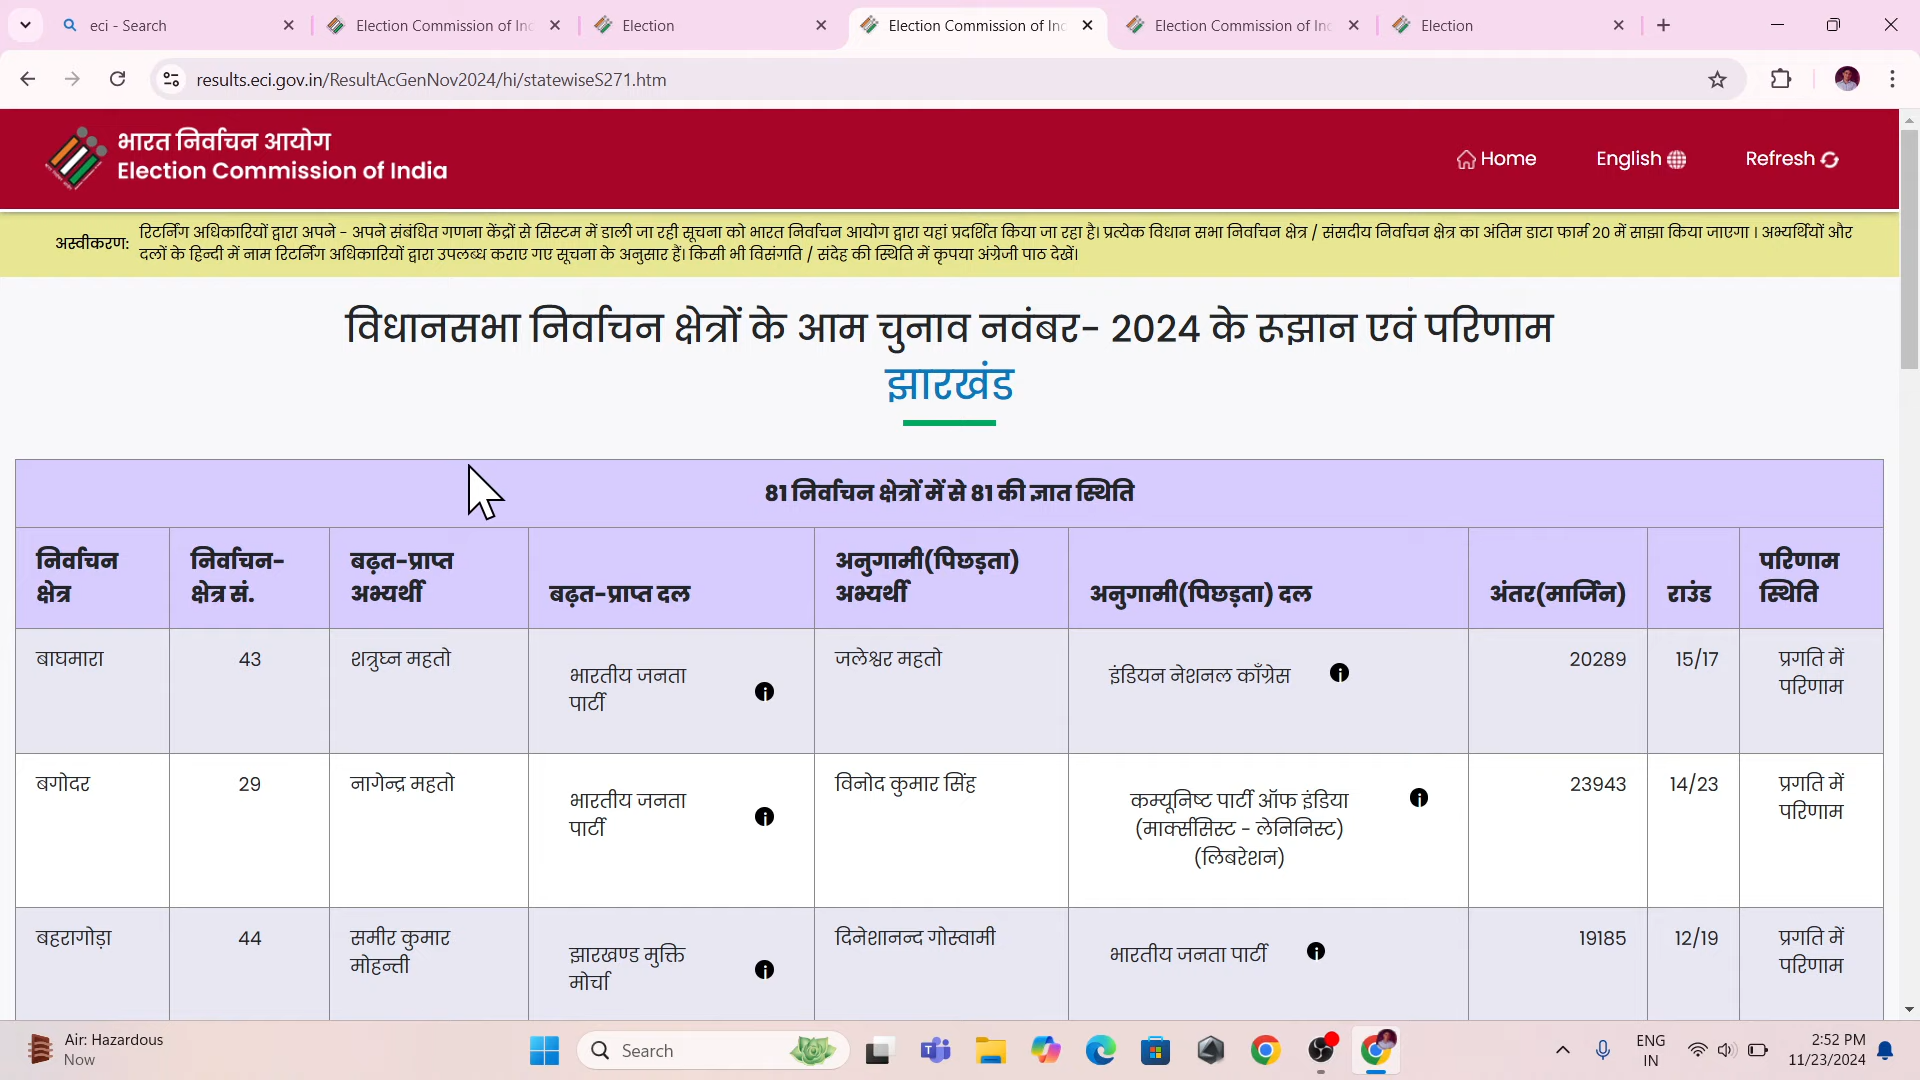 eci - Search
Election Commission of In
Election
Election Commission of In
Election Commission of In
Election
results.eci.gov.in/ResultAcGenNov2024/hi/statewiseS271.htm
भारत निर्वाचन आयोग
Election Commission of India
Home
English
Refresh
अस्वीकरण:
रिटर्निंग अधिकारियों द्वारा अपने - अपने संबंधित गणना केंद्रों से सिस्टम में डाली जा रही सूचना को भारत निर्वाचन आयोग द्वारा यहां प्रदर्शित किया जा रहा है। प्रत्येक विधान सभा निर्वाचन क्षेत्र / संसदीय निर्वाचन क्षेत्र का अंतिम डाटा फार्म 20 में साझा किया जाएगा । अभ्यर्थियों और
दलों के हिन्दी में नाम रिटर्निंग अधिकारियों द्वारा उपलब्ध कराए गए सूचना के अनुसार हैं। किसी भी विसंगति / संदेह की स्थिति में कृपया अंग्रेजी पाठ देखें।
विधानसभा निर्वाचन क्षेत्रों के आम चुनाव नवंबर- 2024 के रूझान एवं परिणाम
झारखंड
81 निर्वाचन क्षेत्रों में से 81 की ज्ञात स्थिति
निर्वाचन
क्षेत्र
निर्वाचन-
क्षेत्र सं.
बढ़त-प्राप्त
अभ्यर्थी
बढ़त-प्राप्त दल
अनुगामी(पिछड़ता)
अभ्यर्थी
अनुगामी(पिछड़ता) दल
अंतर(मार्जिन)
राउंड
परिणाम
स्थिति
बाघमारा
43
शत्रुघ्न महतो
भारतीय जनता
पार्टी
जलेश्वर महतो
इंडियन नेशनल काँग्रेस
20289
15/17
प्रगति में
परिणाम
बगोदर
29
नागेन्द्र महतो
भारतीय जनता
पार्टी
विनोद कुमार सिंह
कम्यूनिष्ट पार्टी ऑफ इंडिया
(मार्क्ससिस्ट - लेनिनिस्ट)
(लिबरेशन)
23943
14/23
प्रगति में
परिणाम
बहरागोड़ा
44
समीर कुमार
मोहन्ती
झारखण्ड मुक्ति
मोर्चा
दिनेशानन्द गोस्वामी
भारतीय जनता पार्टी
19185
12/19
प्रगति में
परिणाम
Air: Hazardous
Now
Search
ENG
IN
2:52 PM
11/23/2024